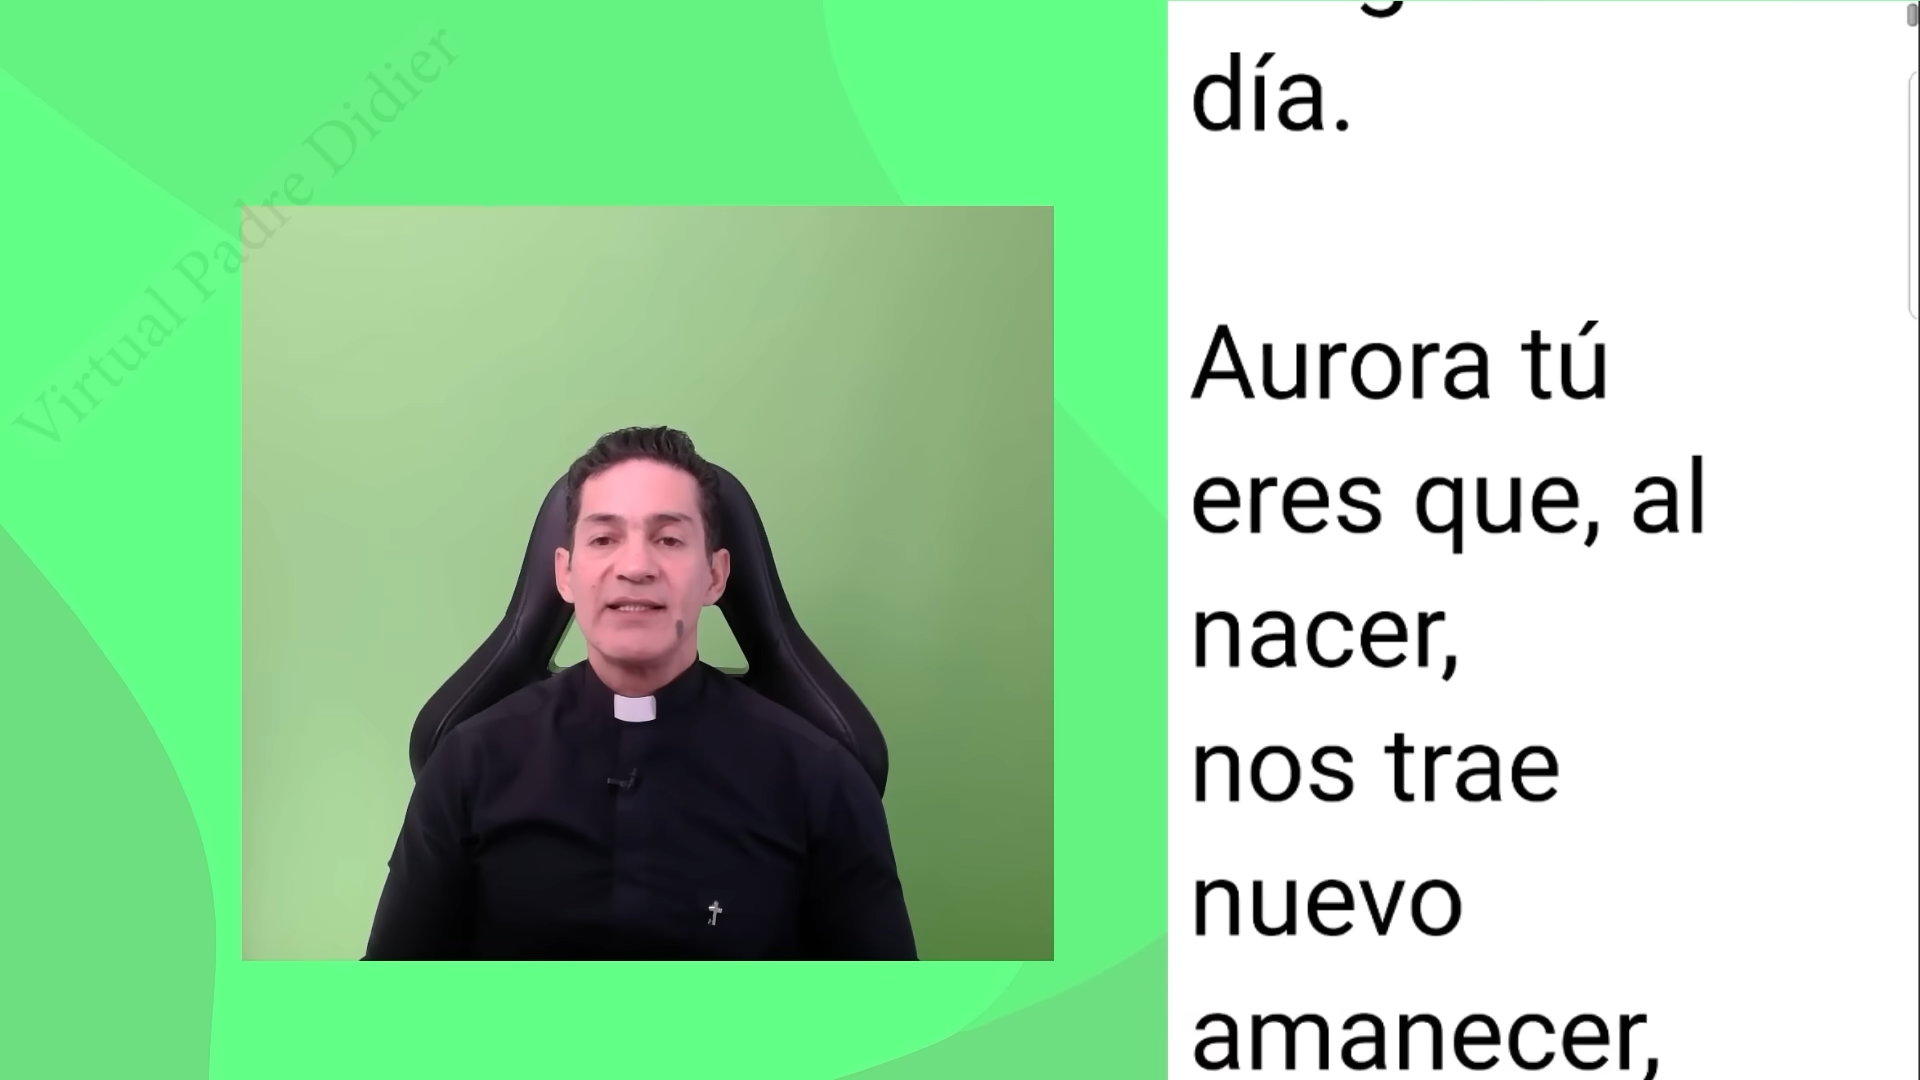 Virtual Padre Didier
día.
Aurora tú
eres que, al
nacer,
nos trae
nuevo
amanecer,